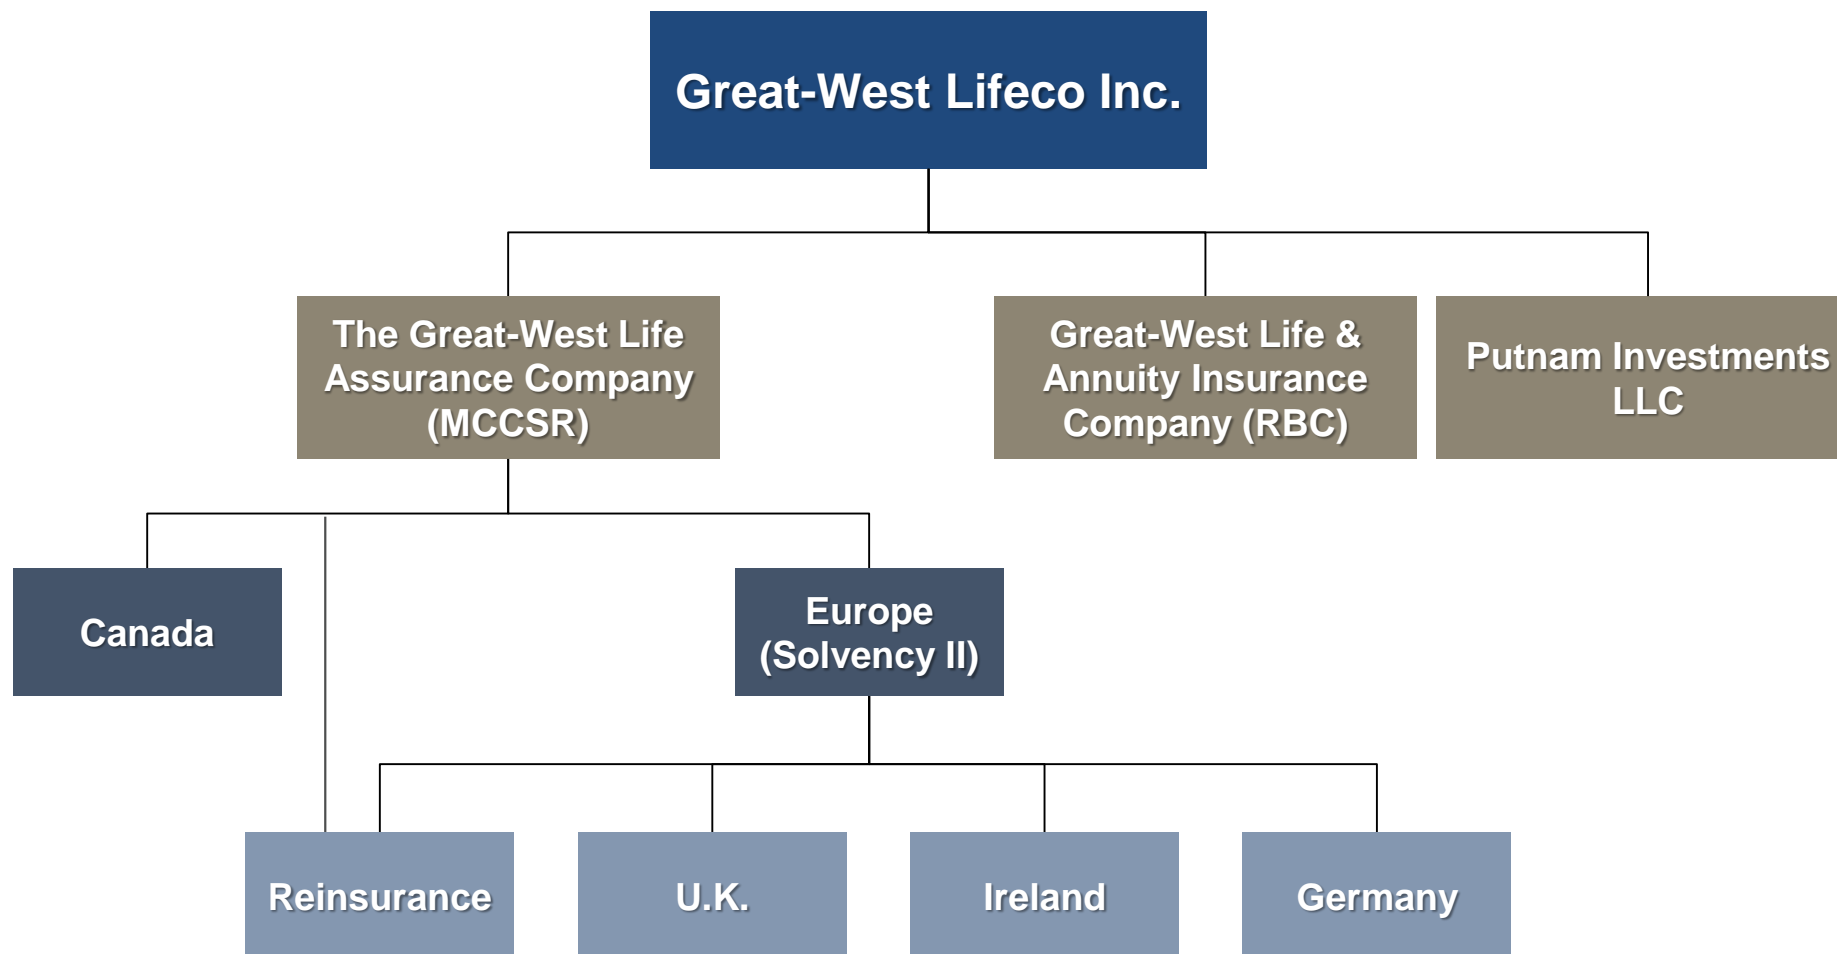 Great-West Lifeco Inc.
The Great-West Life
Assurance Company
(MCCSR)
Great-West Life &
Annuity Insurance
Company (RBC)
Putnam Investments
LLC
Canada
Europe
(Solvency II)
Reinsurance
U.K.
Ireland
Germany